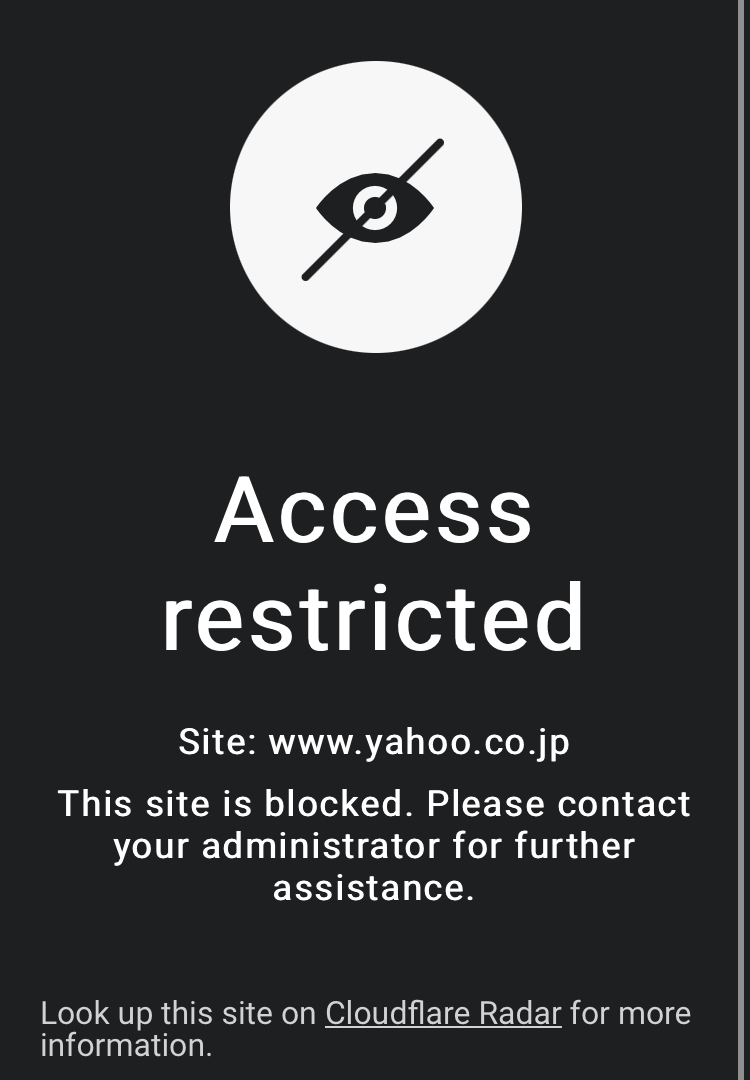 Access
restricted
Site: www.yahoo.co.jp
This site is blocked. Please contact
your administrator for further
assistance.
Look up this site on Cloudflare Radar for more
information.